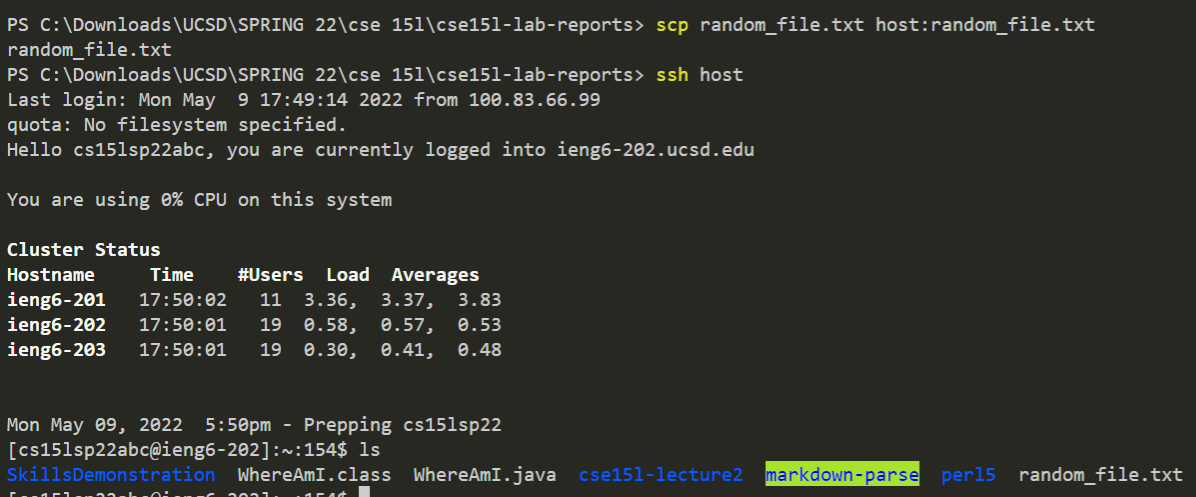 PS C:\Downloads\UCSD\SPRING 22\cse 15l\cse15l-lab-reports> scp random_file.txt host:random_file.txt
random_file.txt
PS C:\Downloads\UCSD\SPRING 22\cse 15l\cse15l-lab-reports> ssh host
Last login: Mon May  9 17:49:14 2022 from 100.83.66.99
quota: No filesystem specified.
Hello cs15lsp22abc, you are currently logged into ieng6-202.ucsd.edu
You are using 0% CPU on this system
Cluster Status
Hostname     Time    #Users  Load  Averages
ieng6-201   17:50:02   11  3.36,  3.37,  3.83
ieng6-202   17:50:01   19  0.58,  0.57,  0.53
ieng6-203   17:50:01   19  0.30,  0.41,  0.48
Mon May 09, 2022  5:50pm - Prepping cs15lsp22
[cs15lsp22abc@ieng6-202]:~:154$ ls
SkillsDemonstration  WhereAmI.class  WhereAmI.java  cse15l-lecture2  markdown-parse  perl5  random_file.txt
[cs15lsp22abc@ieng6-202]:~:154$